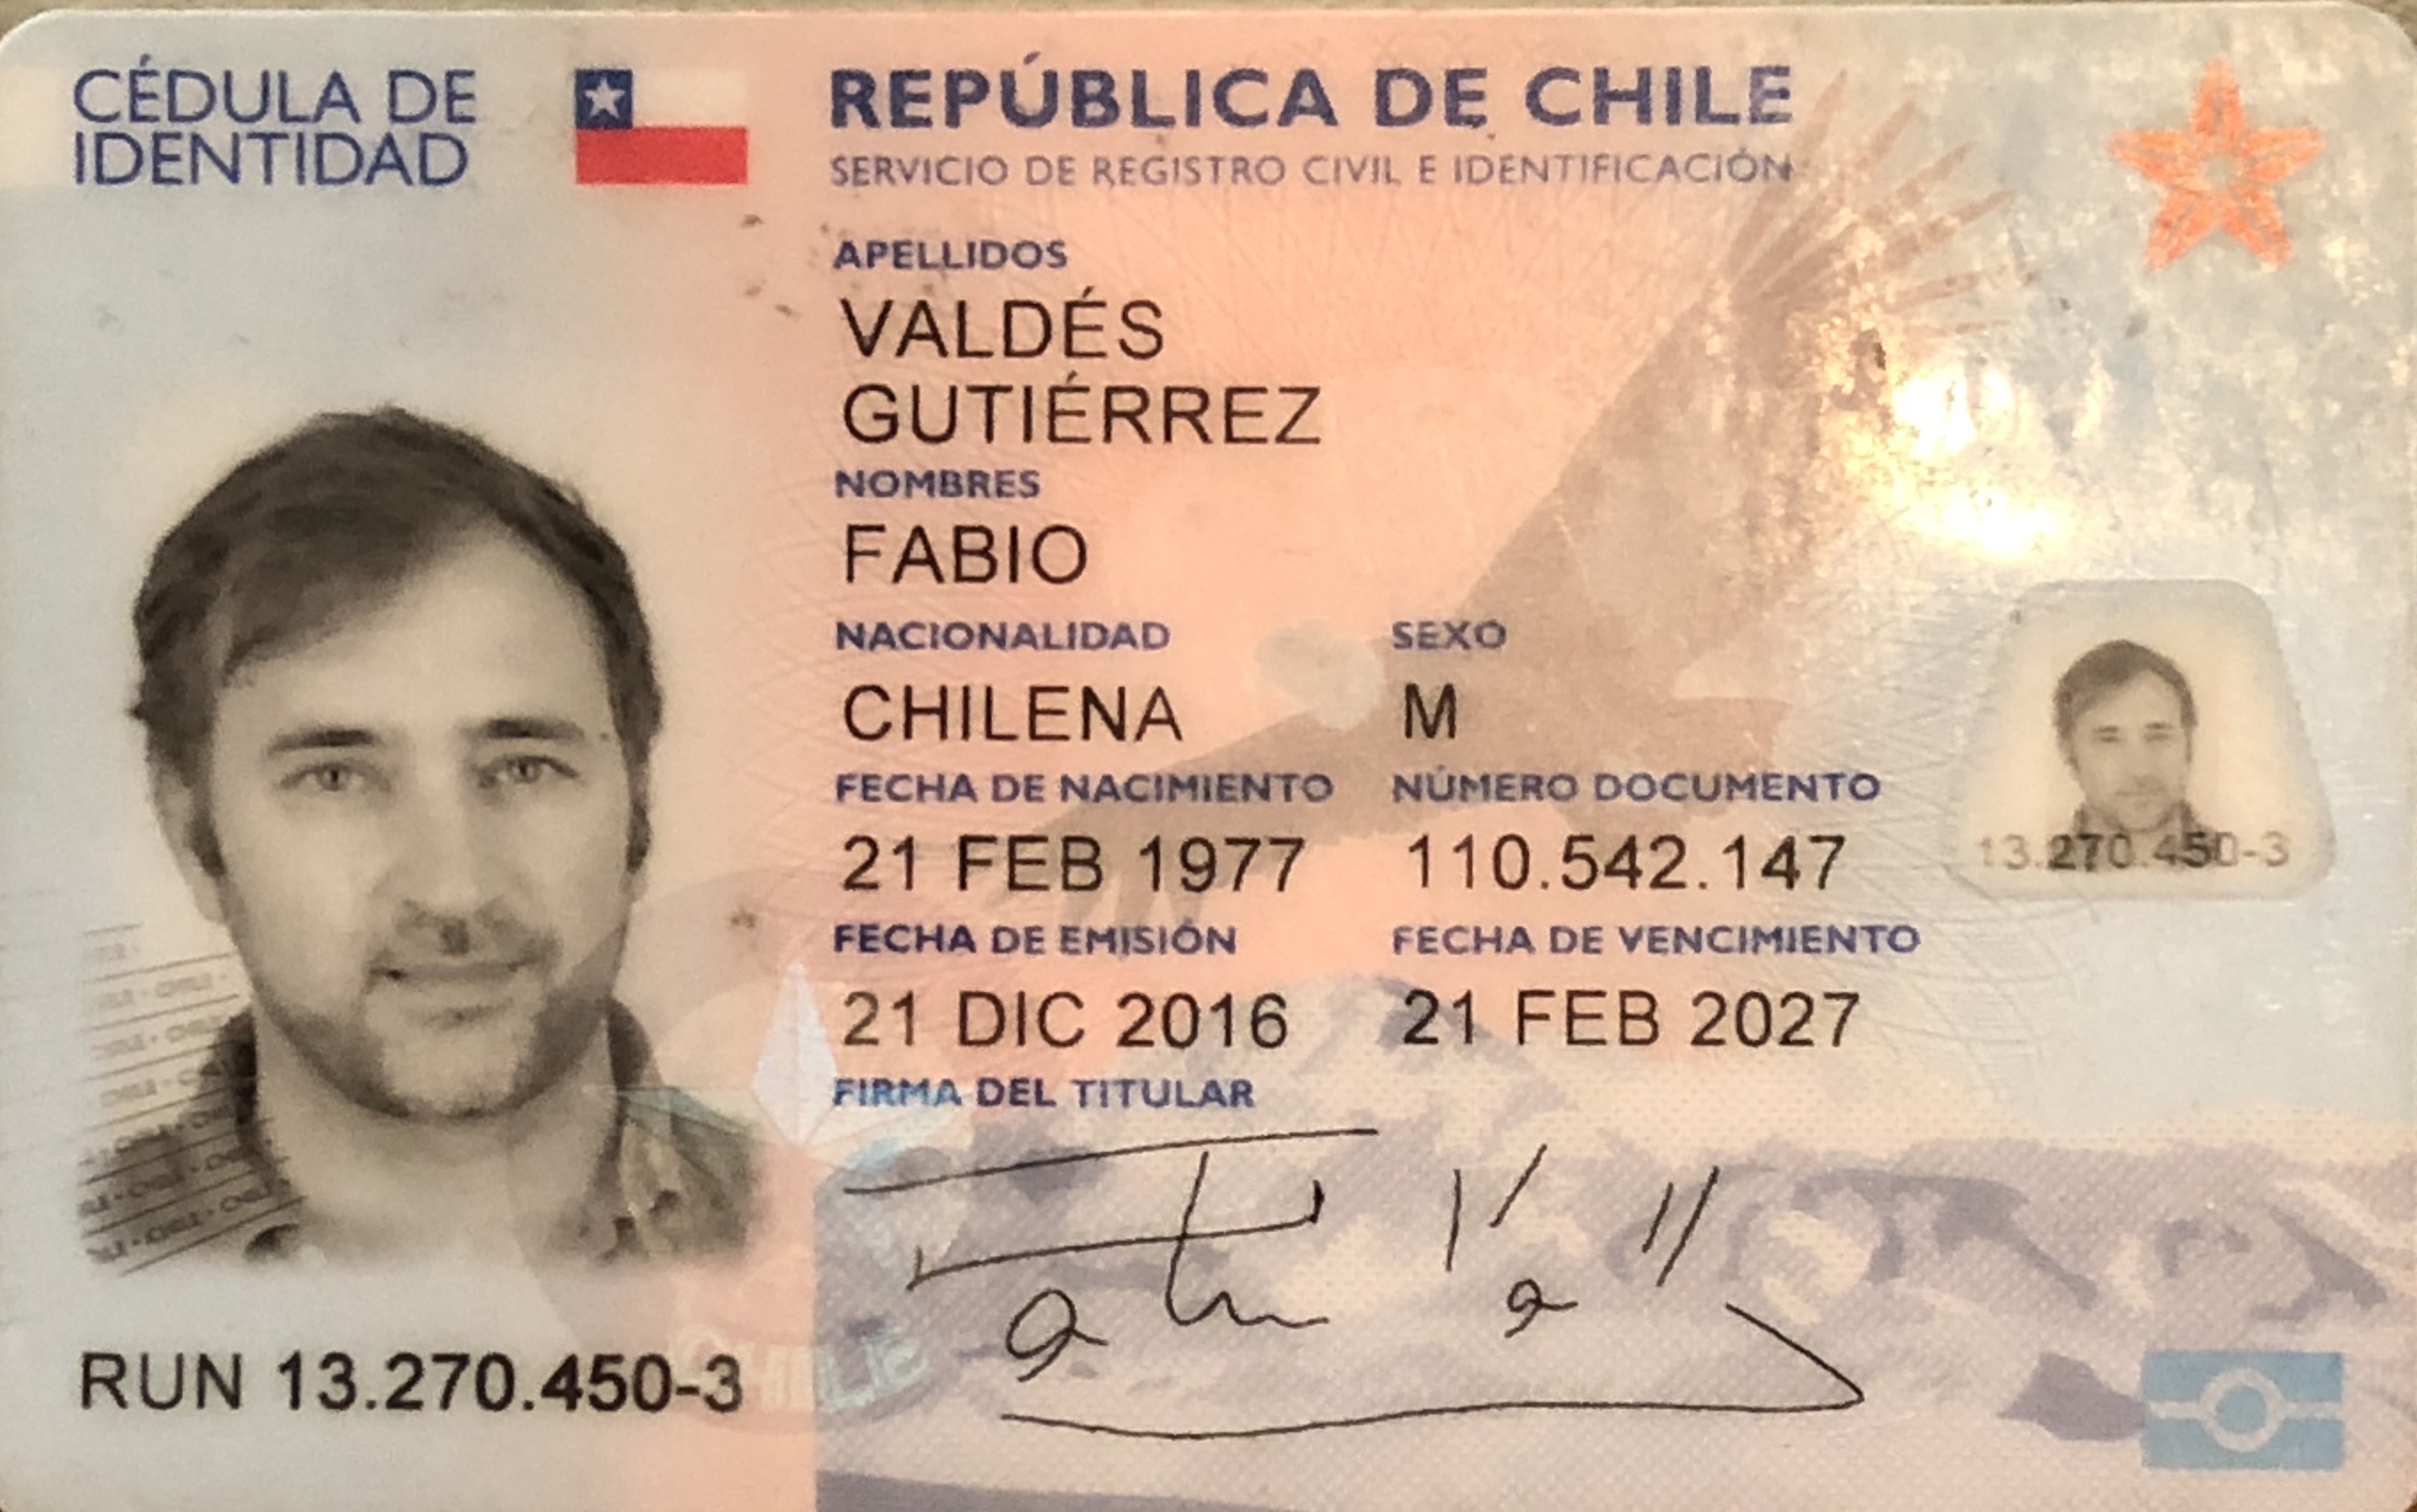 CÉDULA DE
IDENTIDAD
REPÚBLICA DE CHILE
SERVICIO DE REGISTRO CIVIL E IDENTIFICACIÓN
APELLIDOS
VALDÉS
GUTIÉRREZ
NOMBRES
FABIO
NACIONALIDAD SEXO
CHILENA M
FECHA DE NACIMIENTO NÚMERO DOCUMENTO
21 FEB 1977 110.542.147
13.270.450-3
FECHA DE EMISIÓN FECHA DE VENCIMIENTO
21 DIC 2016 21 FEB 2027
FIRMA DEL TITULAR
CHILE
RUN 13.270.450-3